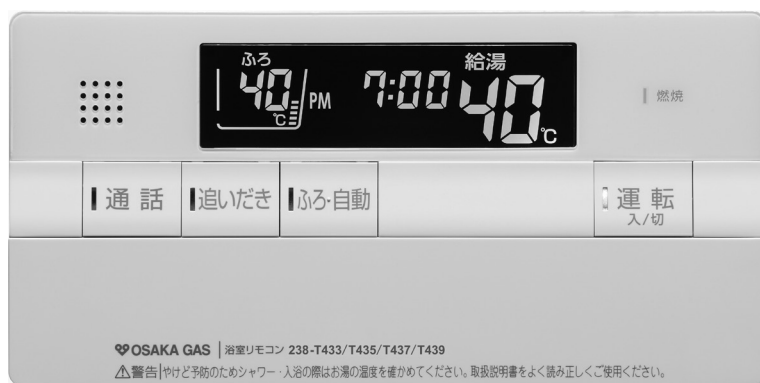 ふろ 給湯
40℃ PM 7:00 40℃
燃焼
通話 追いだき ふろ・自動 運転
入/切
OSAKA GAS 浴室リモコン 238-T433/T435/T437/T439
⚠警告 やけど予防のためシャワー・入浴の際はお湯の温度を確かめてください。取扱説明書をよく読み正しくご使用ください。